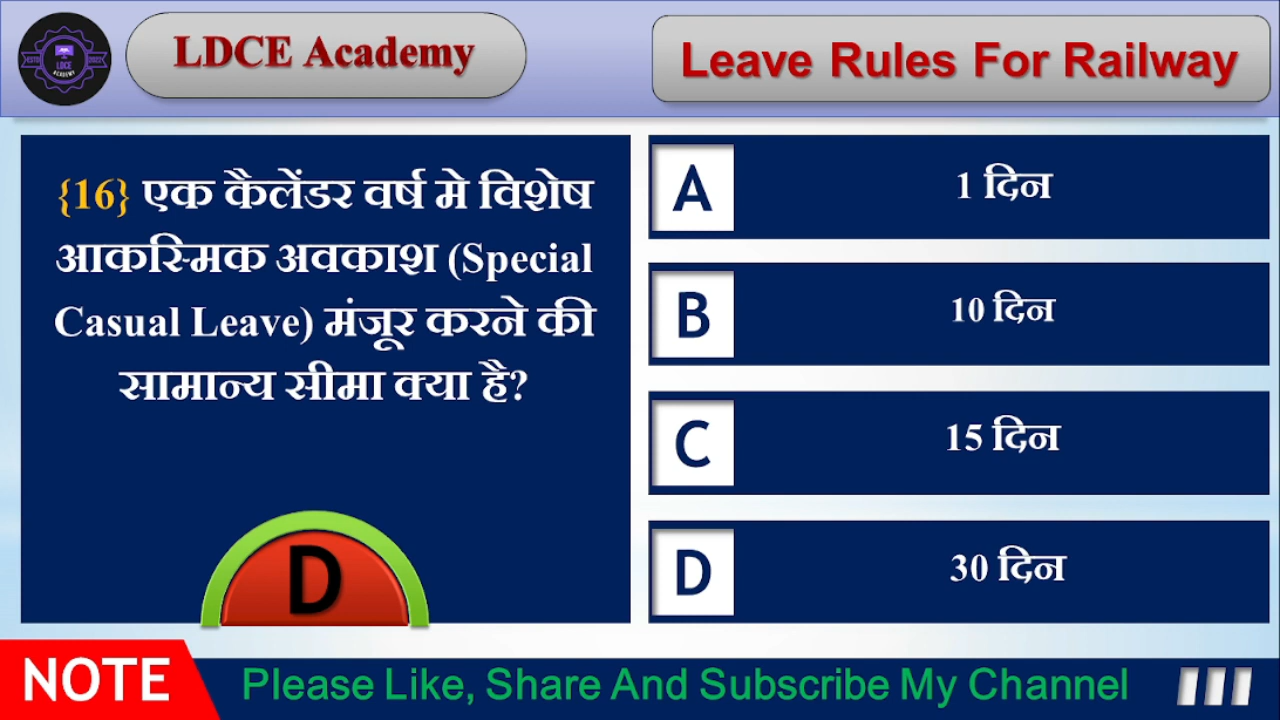 LDCE Academy
Leave Rules For Railway
{16} एक कैलेंडर वर्ष मे विशेष
आकस्मिक अवकाश (Special
Casual Leave) मंजूर करने की
सामान्य सीमा क्या है?
D
A
1 दिन
B
10 दिन
C
15 दिन
D
30 दिन
NOTE
Please Like, Share And Subscribe My Channel